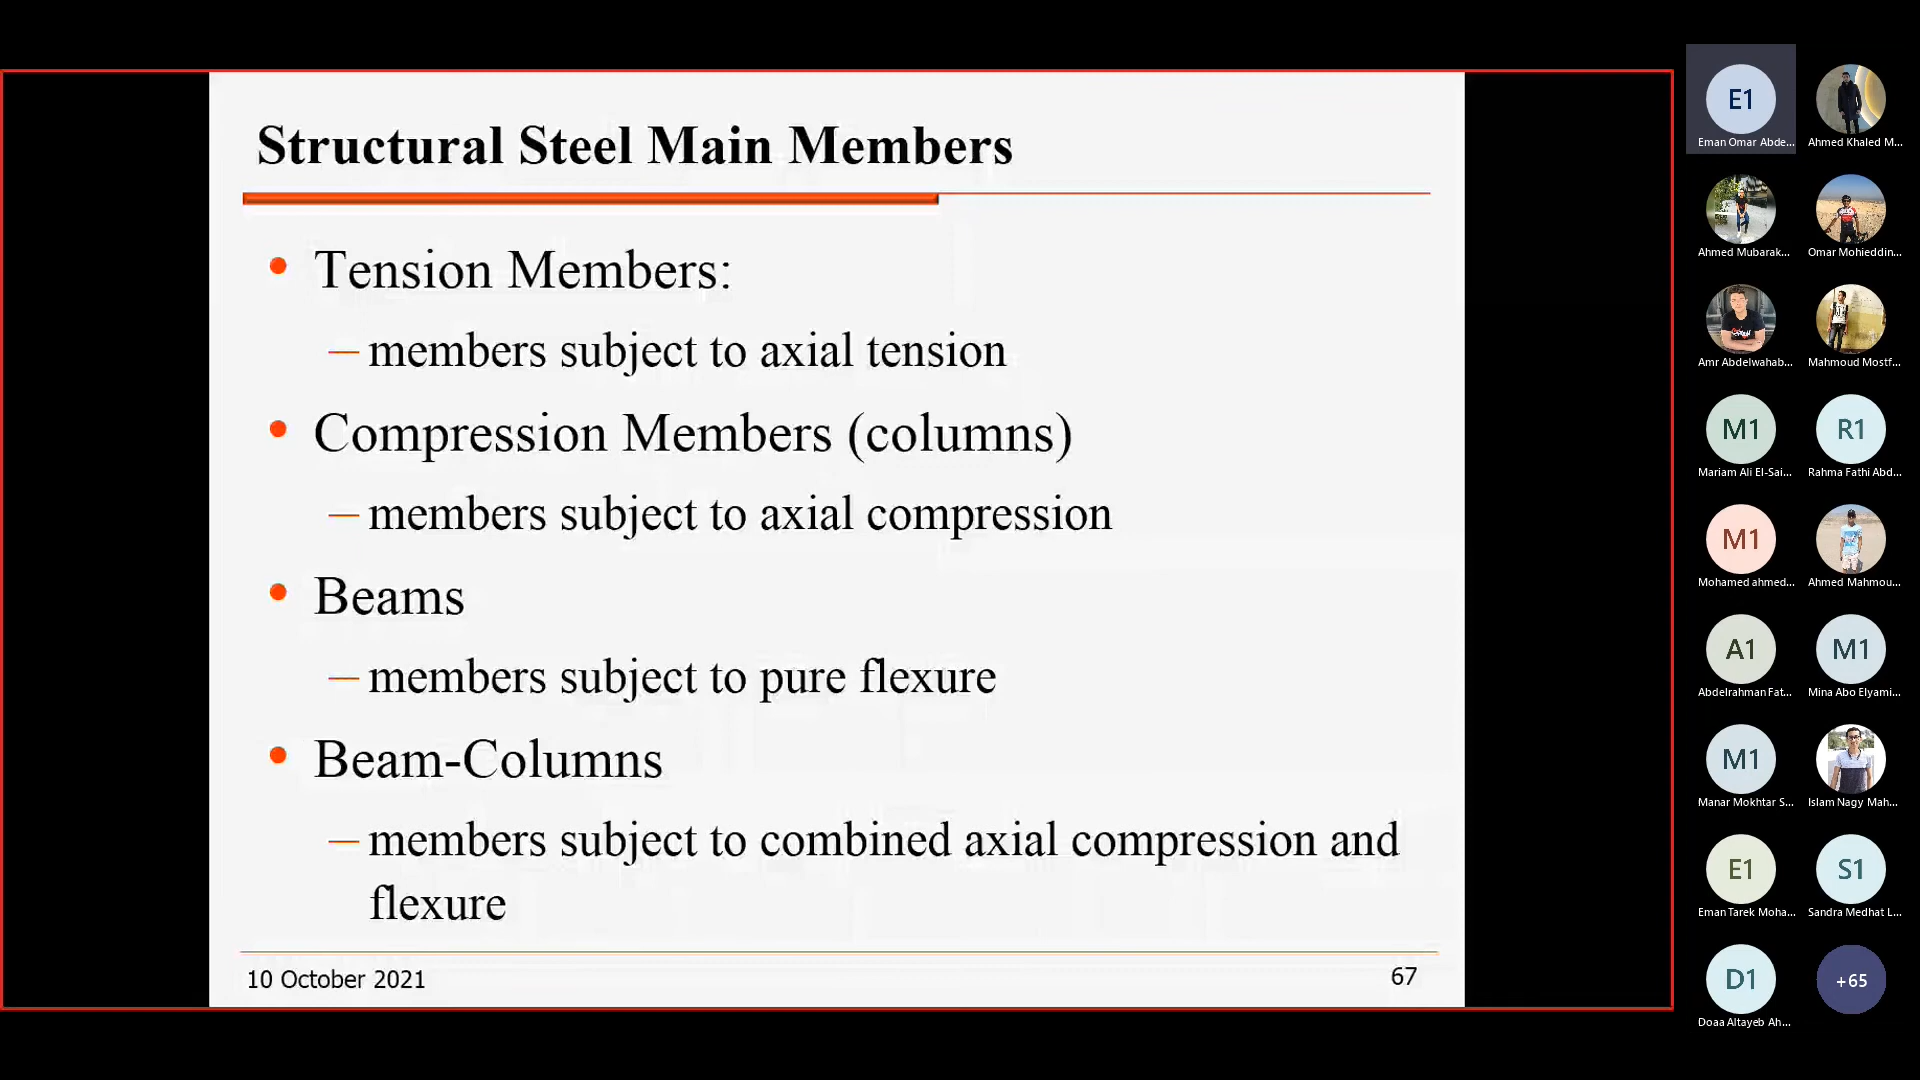 Structural Steel Main Members
• Tension Members:
– members subject to axial tension
• Compression Members (columns)
– members subject to axial compression
• Beams
– members subject to pure flexure
• Beam-Columns
– members subject to combined axial compression and
flexure
10 October 2021
67
E1
Eman Omar Abde...
Ahmed Khaled M...
Ahmed Mubarak...
Omar Mohieddin...
Amr Abdelwahab...
Mahmoud Mostf...
M1
Mariam Ali El-Sai...
R1
Rahma Fathi Abd...
M1
Mohamed ahmed...
Ahmed Mahmou...
A1
Abdelrahman Fat...
M1
Mina Abo Elyami...
M1
Manar Mokhtar S...
Islam Nagy Mah...
E1
Eman Tarek Moha...
S1
Sandra Medhat L...
D1
Doaa Altayeb Ah...
+65